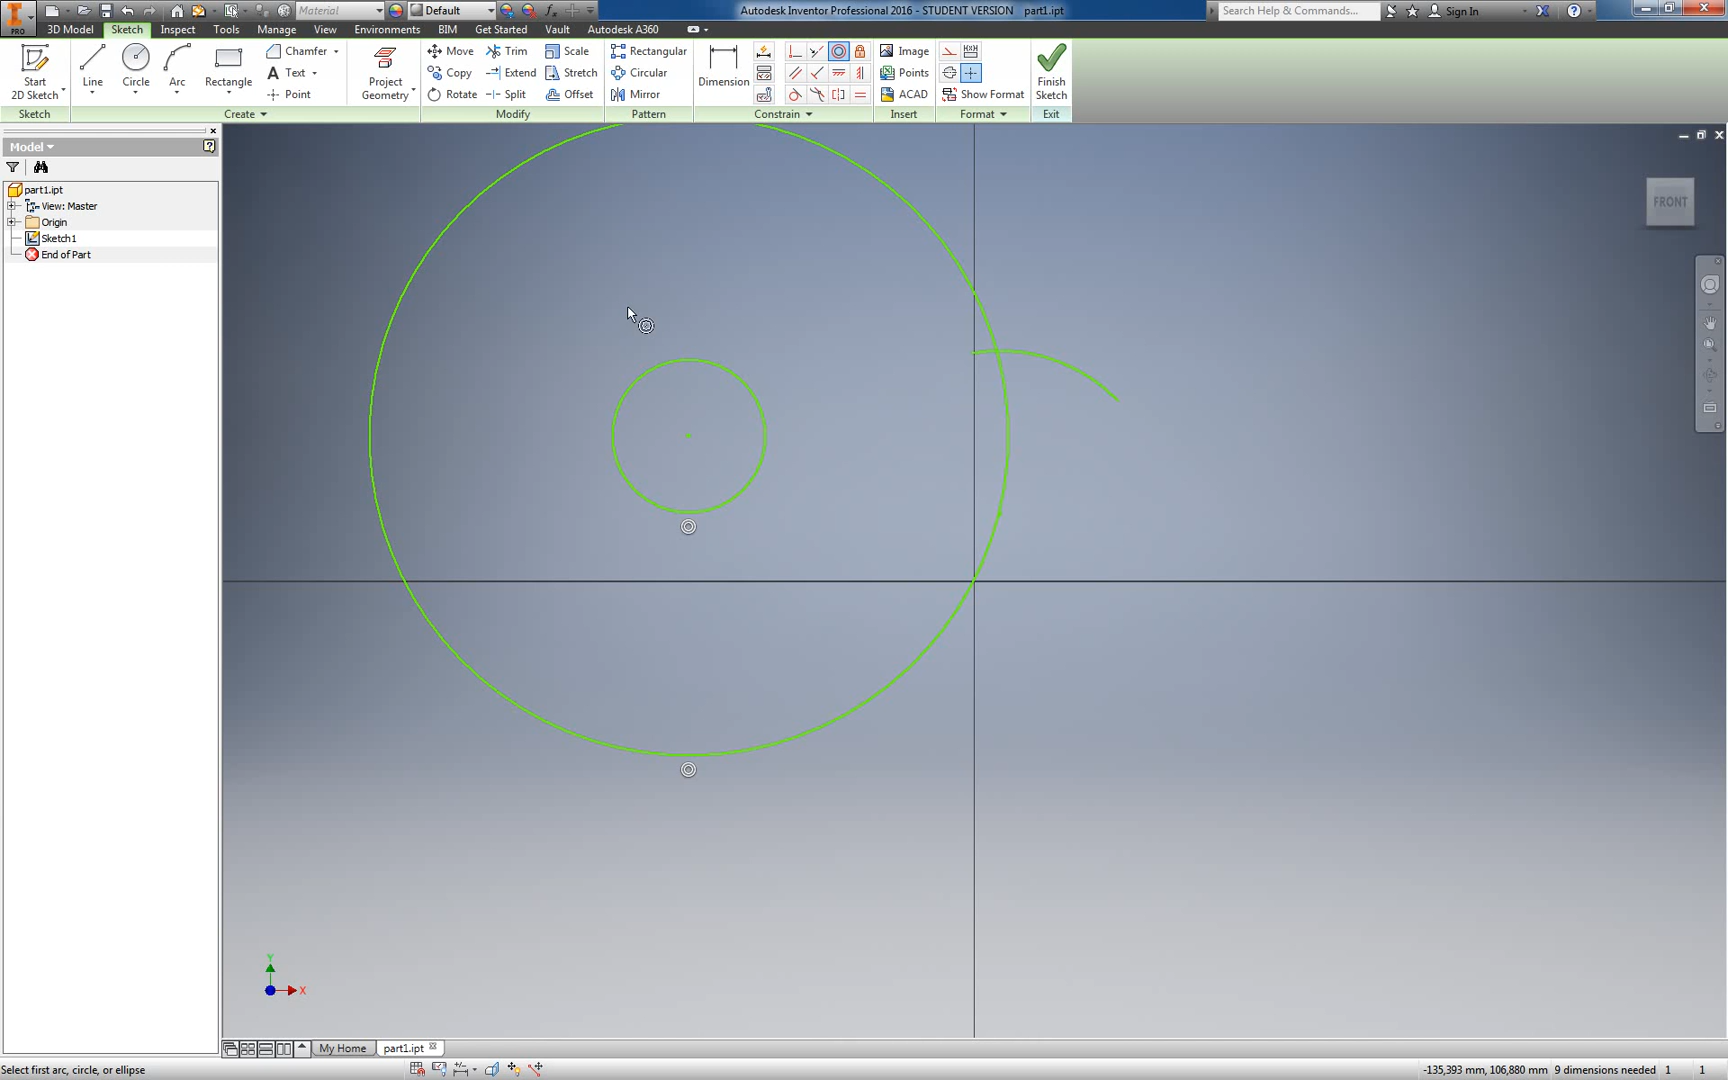 Material
Default
Autodesk Inventor Professional 2016 - STUDENT VERSION part1.ipt
Search Help & Commands...
Sign In
PRO
3D Model
Sketch
Inspect
Tools
Manage
View
Environments
BIM
Get Started
Vault
Autodesk A360
Start
2D Sketch
Line
Circle
Arc
Rectangle
Chamfer
Text
Point
Project
Geometry
Move
Copy
Rotate
Trim
Extend
Split
Scale
Stretch
Offset
Rectangular
Circular
Mirror
Dimension
Image
Points
ACAD
Show Format
Finish
Sketch
Sketch
Create
Modify
Pattern
Constrain
Insert
Format
Exit
Model
part1.ipt
View: Master
Origin
Sketch1
End of Part
FRONT
Y
X
My Home
part1.ipt
Select first arc, circle, or ellipse
-135,393 mm, 106,880 mm 9 dimensions needed 1 1